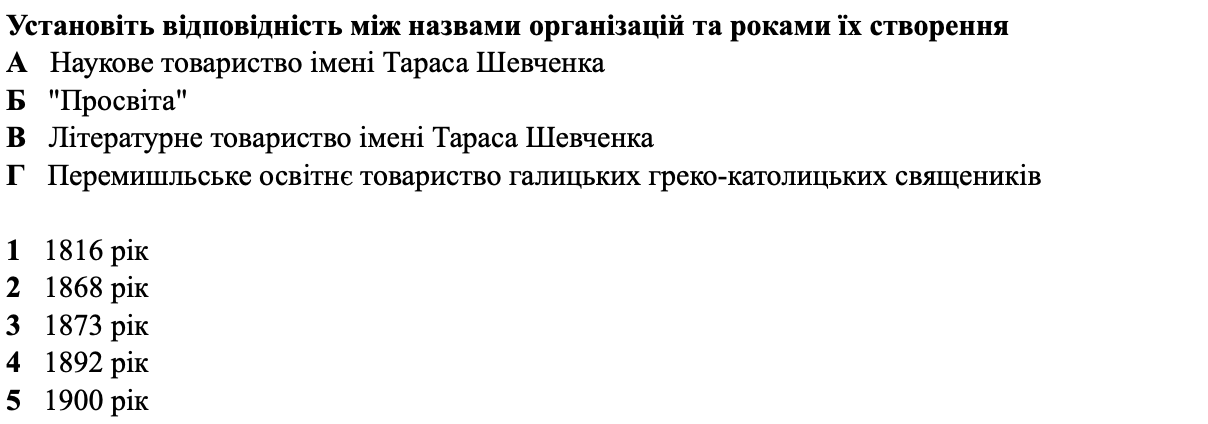 Установіть відповідність між назвами організацій та роками їх створення
А Наукове товариство імені Тараса Шевченка
Б "Просвіта"
В Літературне товариство імені Тараса Шевченка
Г Перемишльське освітнє товариство галицьких греко-католицьких священиків
1 1816 рік
2 1868 рік
3 1873 рік
4 1892 рік
5 1900 рік